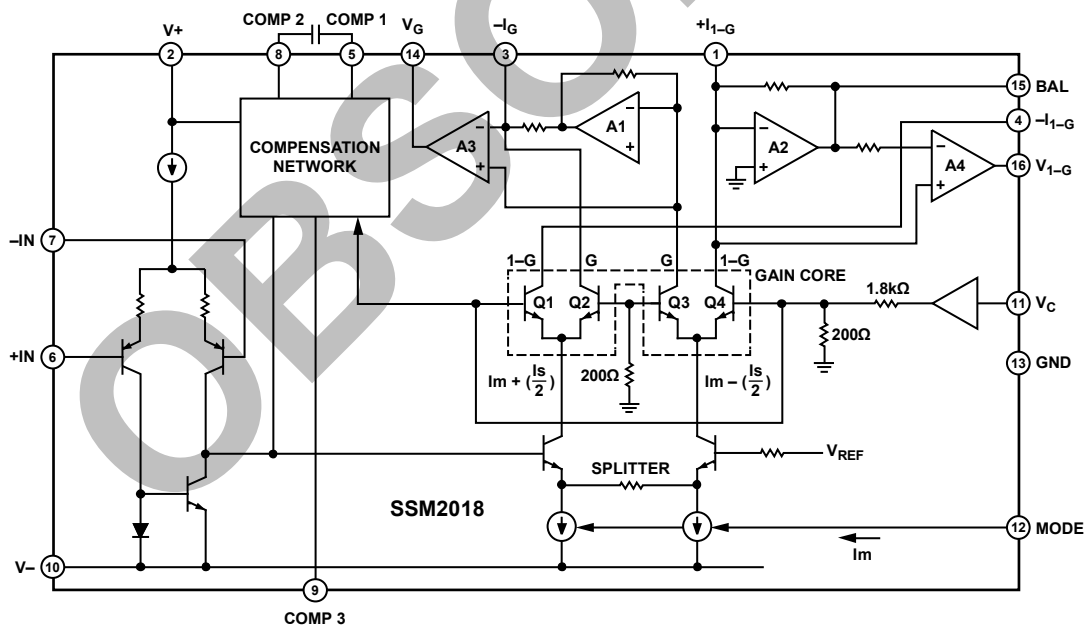 COMP 2
COMP 1
V+
VG
–IG
+I1–G
2
8
5
14
3
1
15 BAL
4 –I1–G
16 V1–G
COMPENSATION
NETWORK
A3
A1
A2
A4
–
+
–
+
–
+
–
+
–IN 7
+IN 6
1–G
G
G
1–G
GAIN CORE
Q1
Q2
Q3
Q4
1.8kΩ
11 VC
200Ω
13 GND
Im + (Is/2)
200Ω
Im – (Is/2)
VREF
SPLITTER
SSM2018
12 MODE
Im
V– 10
9
COMP 3
OBSO